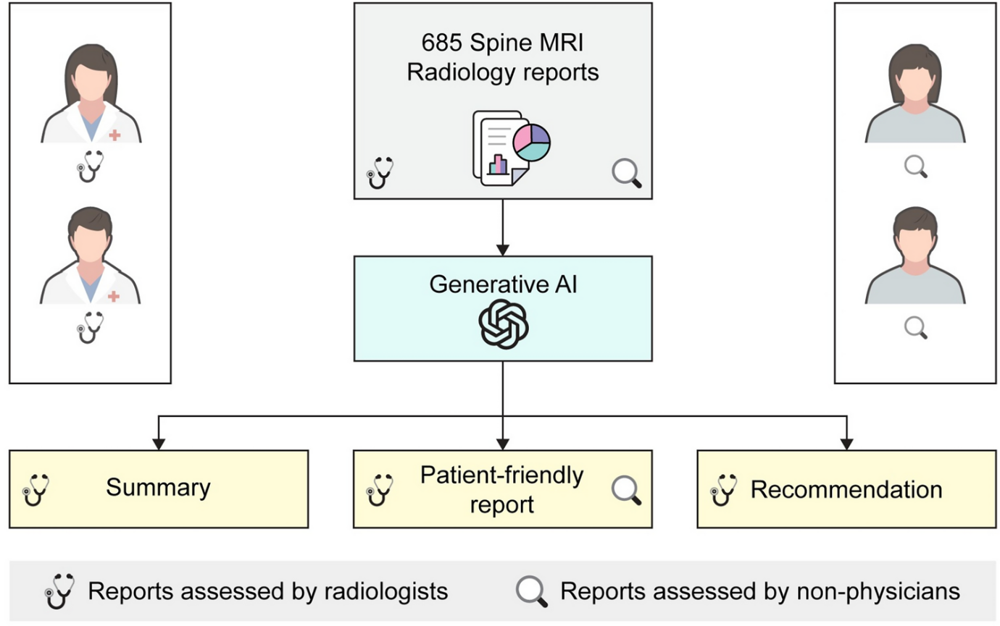 685 Spine MRI
Radiology reports
Generative AI
Summary
Patient-friendly
report
Recommendation
Reports assessed by radiologists
Reports assessed by non-physicians